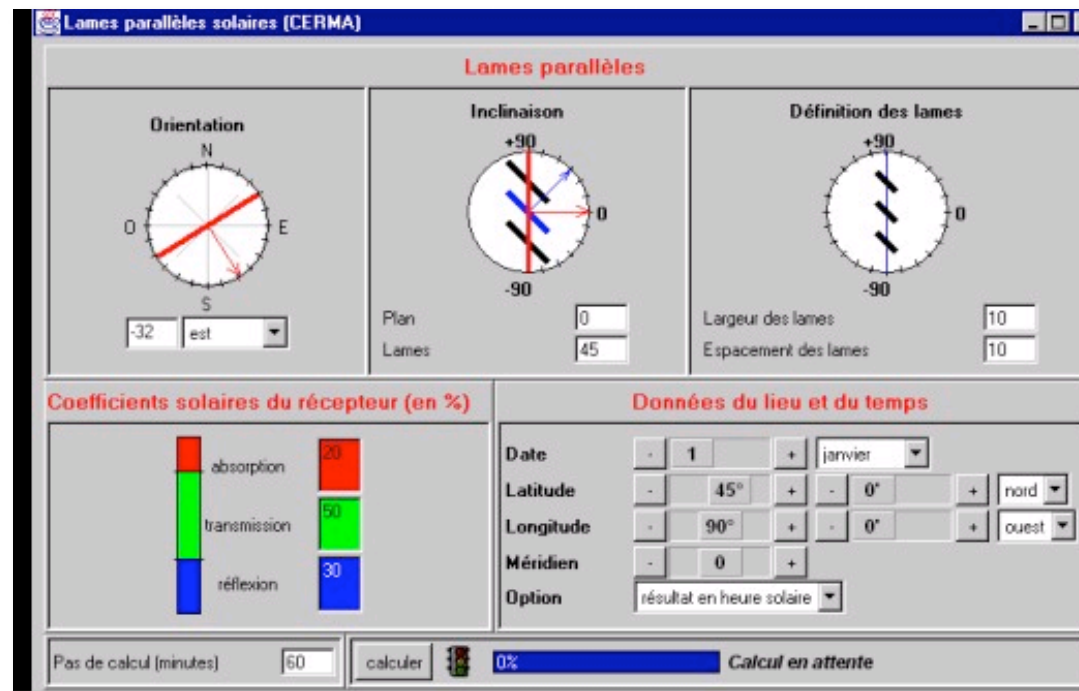 Lames parallèles solaires (CERMA)
Lames parallèles
Orientation
N
O
E
S
-32 est
Inclinaison
+90
0
-90
Plan 0
Lames 45
Définition des lames
+90
0
-90
Largeur des lames 10
Espacement des lames 10
Coefficients solaires du récepteur (en %)
absorption 20
transmission 50
réflexion 30
Données du lieu et du temps
Date - 1 + janvier
Latitude - 45° + - 0' + nord
Longitude - 90° + - 0' + ouest
Méridien - 0 +
Option résultat en heure solaire
Pas de calcul (minutes) 60 calculer 0% Calcul en attente